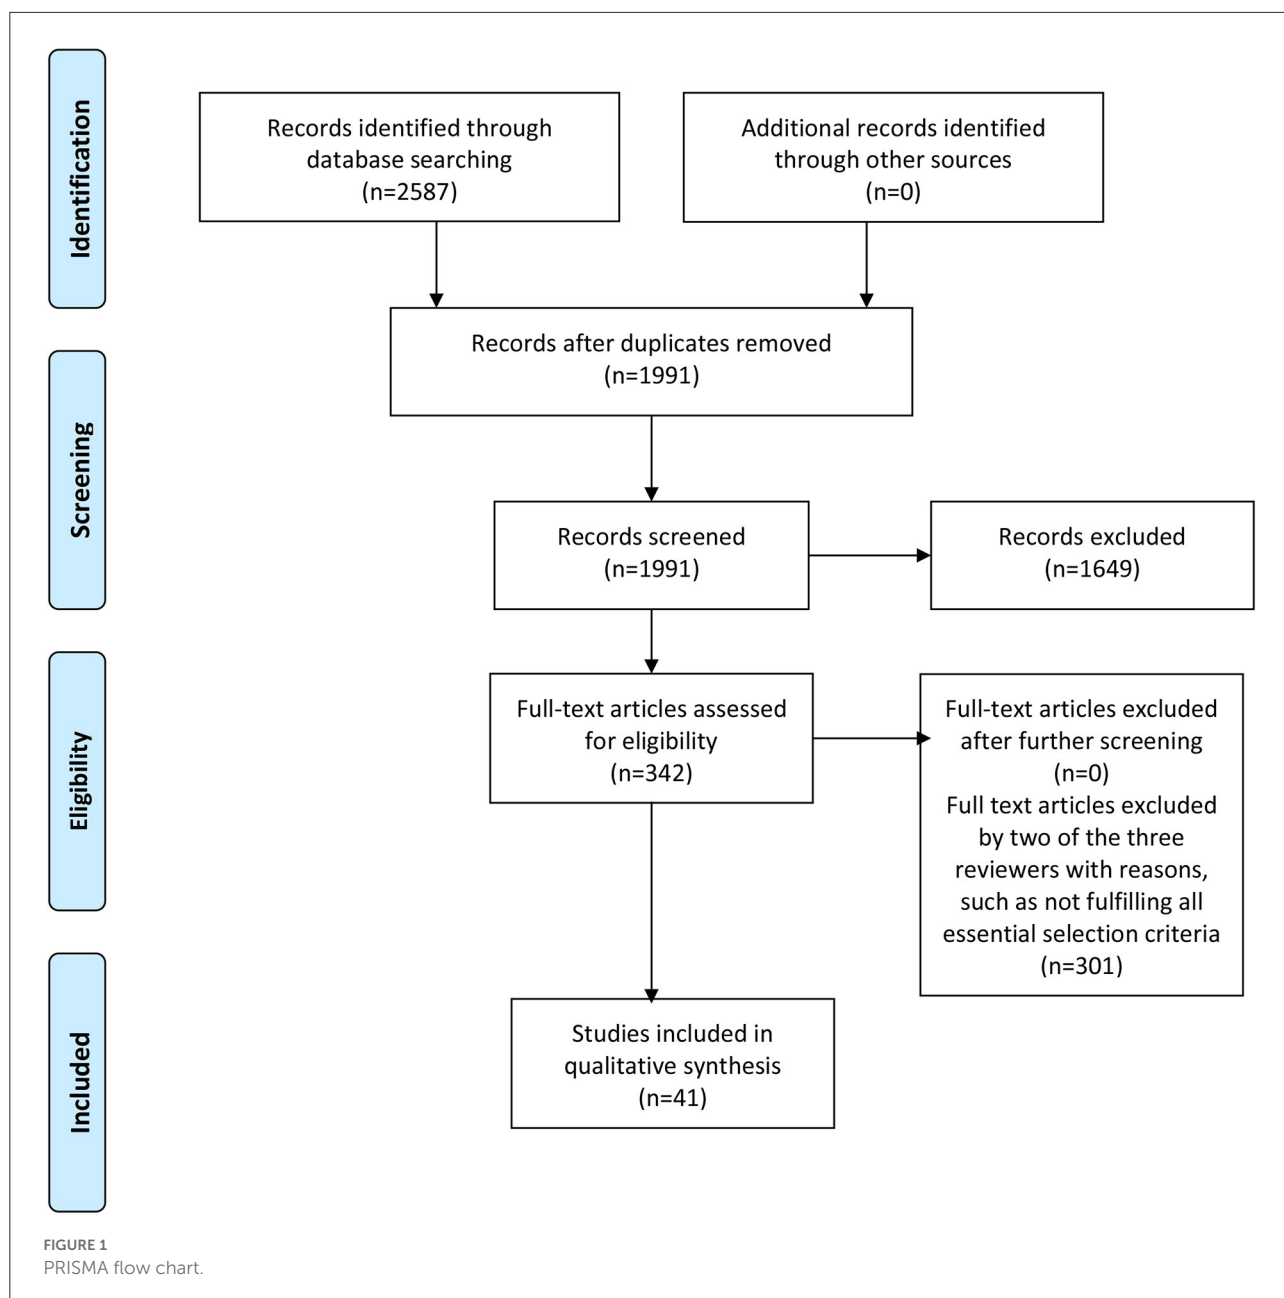 Identification
Records identified through
database searching
(n=2587)
Additional records identified
through other sources
(n=0)
Records after duplicates removed
(n=1991)
Screening
Records screened
(n=1991)
Records excluded
(n=1649)
Eligibility
Full-text articles assessed
for eligibility
(n=342)
Full-text articles excluded
after further screening
(n=0)
Full text articles excluded
by two of the three
reviewers with reasons,
such as not fulfilling all
essential selection criteria
(n=301)
Included
Studies included in
qualitative synthesis
(n=41)
FIGURE 1
PRISMA flow chart.